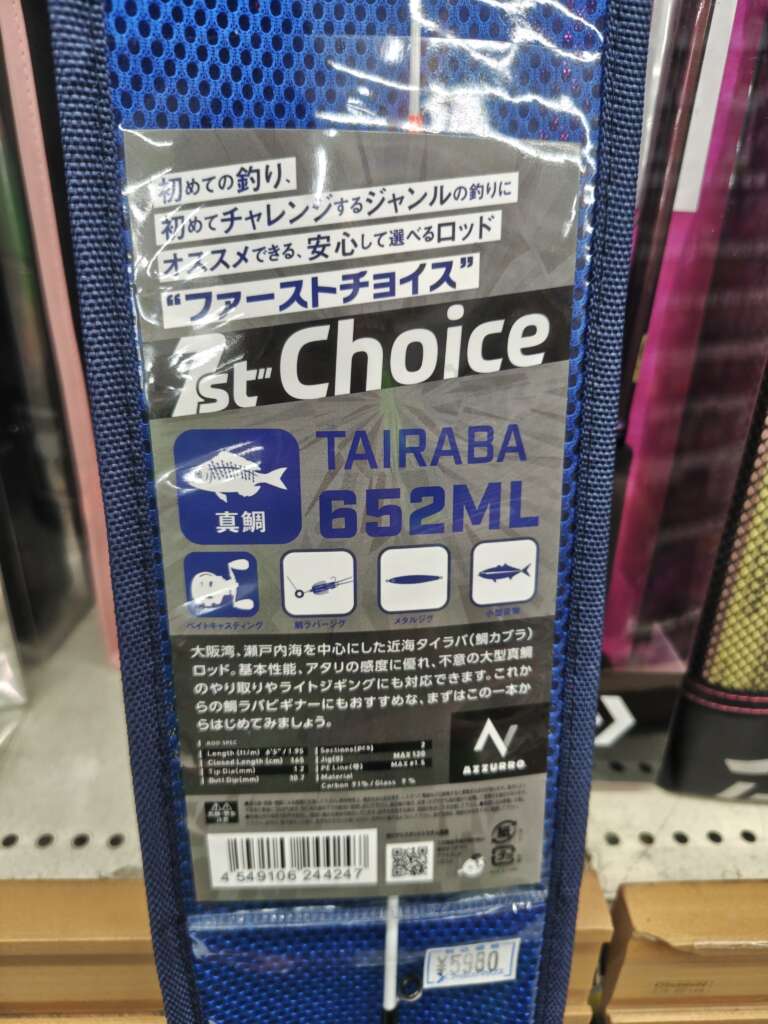 初めての釣り、
初めてチャレンジするジャンルの釣りに
オススメできる、安心して選べるロッド
“ファーストチョイス”
1st Choice
TAIRABA
652ML
真鯛
ベイトキャスティング
鯛ラバージグ
メタルジグ
小型青物
大阪湾、瀬戸内海を中心にした近海タイラバ(鯛カブラ)
ロッド。基本性能、アタリの感度に優れ、不意の大型真鯛
のやり取りやライトジギングにも対応できます。これか
らの鯛ラバビギナーにもおすすめな、まずはこの一本か
らはじめてみましょう。
ROD SPEC
Length (ft/m) 6'5"/1.95
Closed Length (cm)
Tip Dia(mm) 1.2
Butt Dia(mm) 10.7
Sections(pcs) 2
Jig(g) MAX 120
PE Line(号) MAX #1.5
Material
Carbon 91% / Glass 9%
AZZURRO
4 549106 244247
¥5980